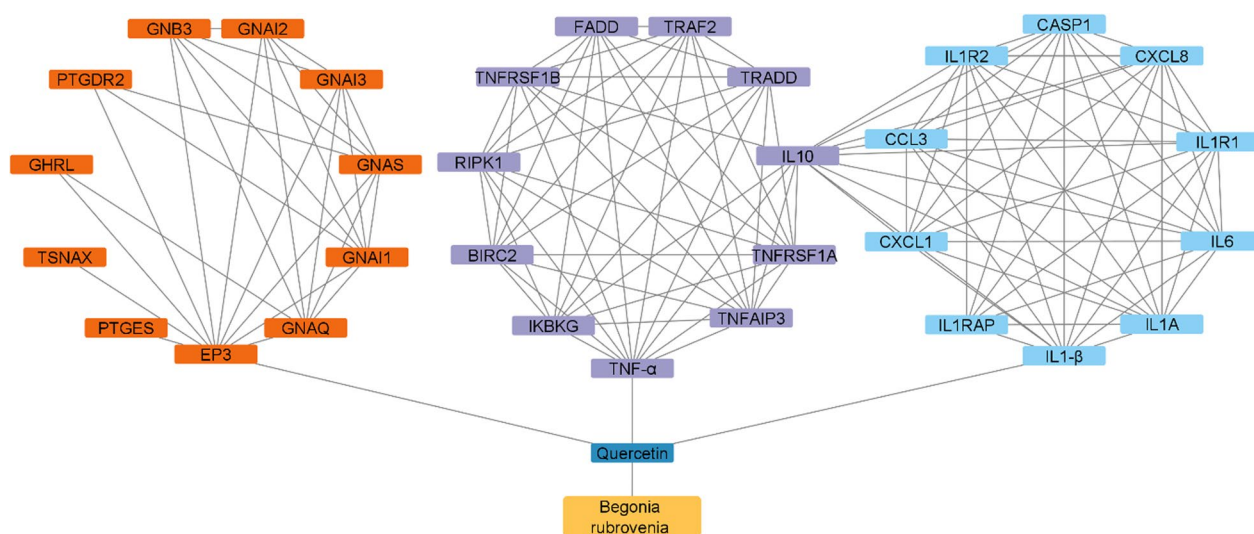 GNB3
GNAI2
PTGDR2
GNAI3
GHRL
GNAS
TSNAX
GNAI1
PTGES
GNAQ
EP3
FADD
TRAF2
TNFRSF1B
TRADD
RIPK1
IL10
BIRC2
TNFRSF1A
IKBKG
TNFAIP3
TNF-α
CASP1
IL1R2
CXCL8
CCL3
IL1R1
CXCL1
IL6
IL1RAP
IL1A
IL1-β
Quercetin
Begonia
rubrovenia